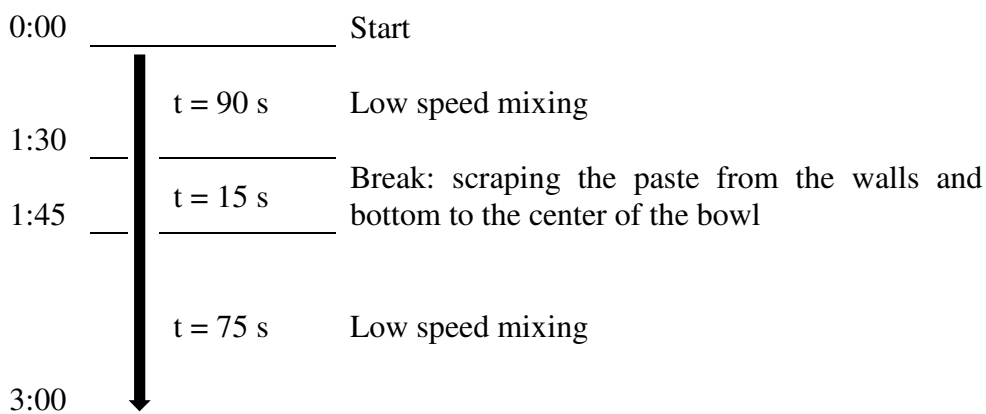 0:00 Start
t = 90 s Low speed mixing
1:30
t = 15 s Break: scraping the paste from the walls and
1:45 bottom to the center of the bowl
t = 75 s Low speed mixing
3:00